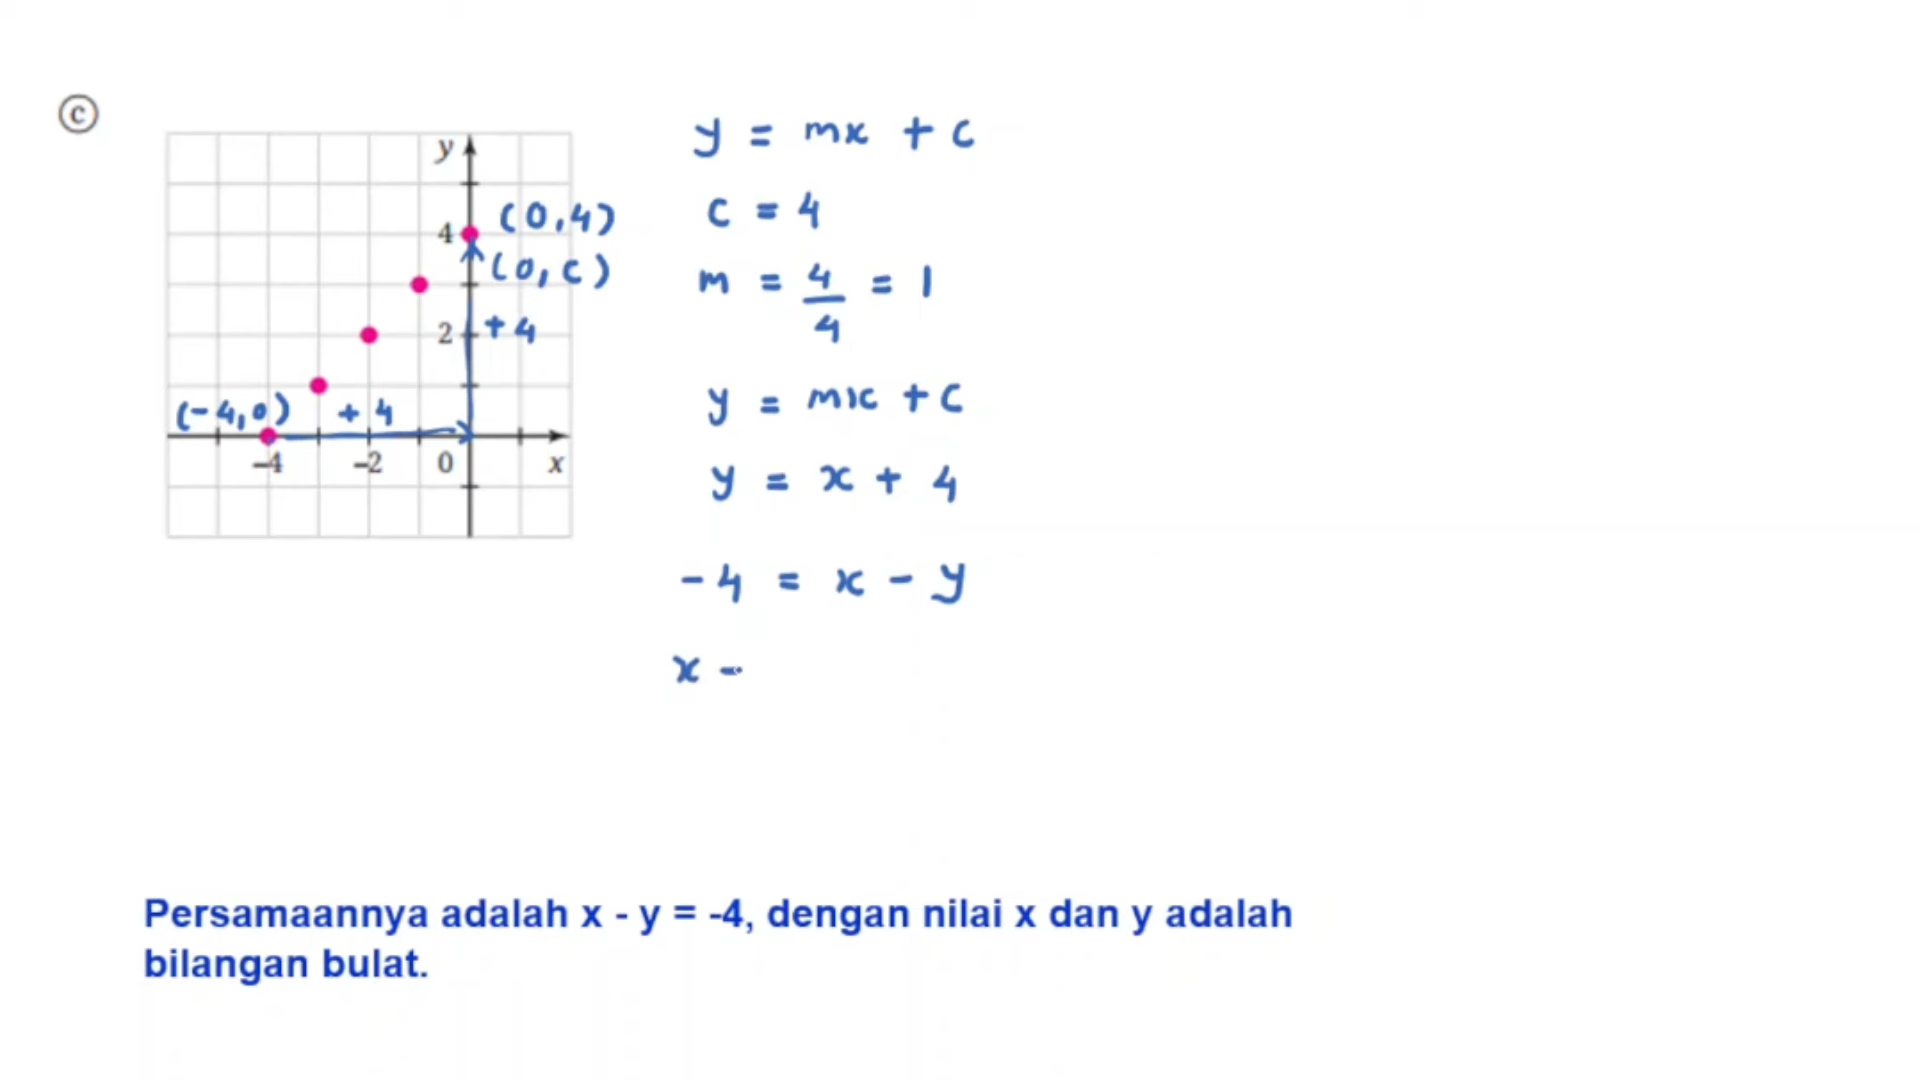 c
y
4
(0,4)
(0,c)
2
+4
(-4,0)
+4
-4
-2
0
x
y = mx + c
c = 4
m = 4/4 = 1
y = mx + c
y = x + 4
-4 = x - y
x -
Persamaannya adalah x - y = -4, dengan nilai x dan y adalah
bilangan bulat.